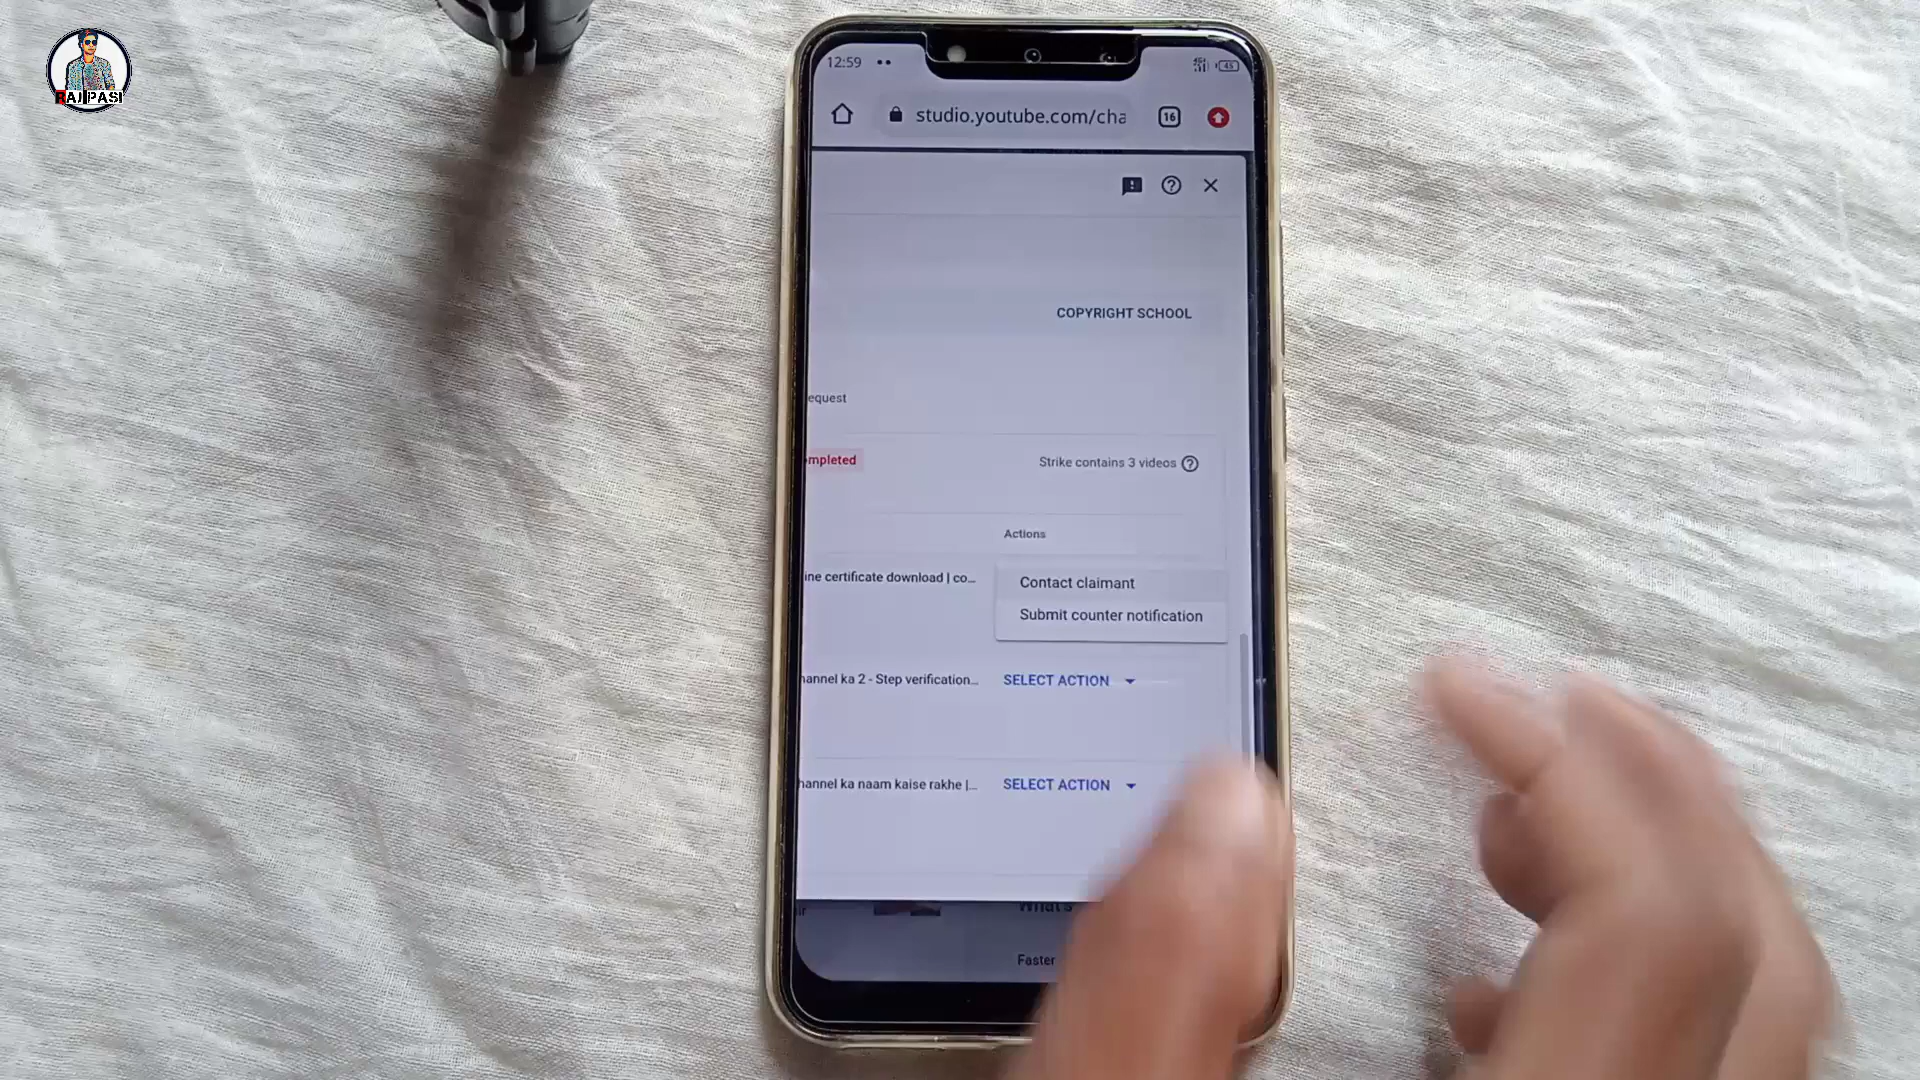 RAJ PASI
12:59
45
studio.youtube.com/cha
16
COPYRIGHT SCHOOL
equest
mpleted
Strike contains 3 videos
Actions
ine certificate download | co...
Contact claimant
Submit counter notification
hannel ka 2 - Step verification...
SELECT ACTION
hannel ka naam kaise rakhe |...
SELECT ACTION
What's
Faster